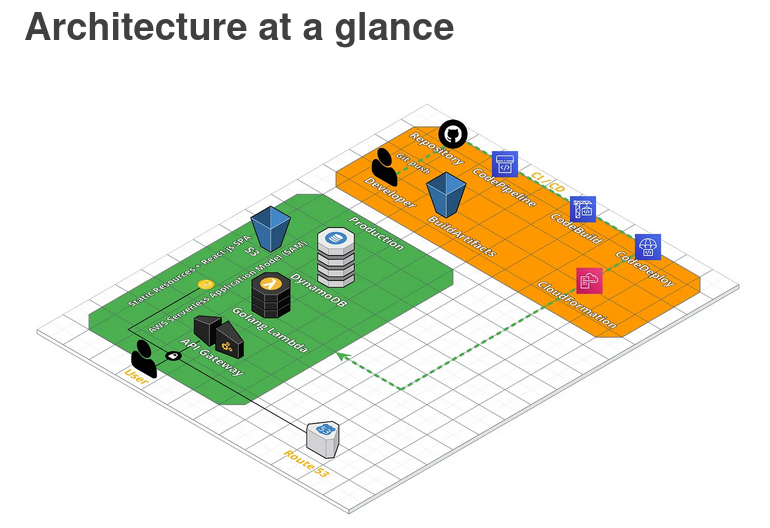 Architecture at a glance
Repository
Git push
Developer
CodePipeline
CI/CD
BuildArtifacts
CodeBuild
CodeDeploy
Cloudformation
Production
Static Resources + React.js SPA
S3
AWS Serverless Application Model (SAM)
DynamoDB
Golang Lambda
API Gateway
User
Route 53